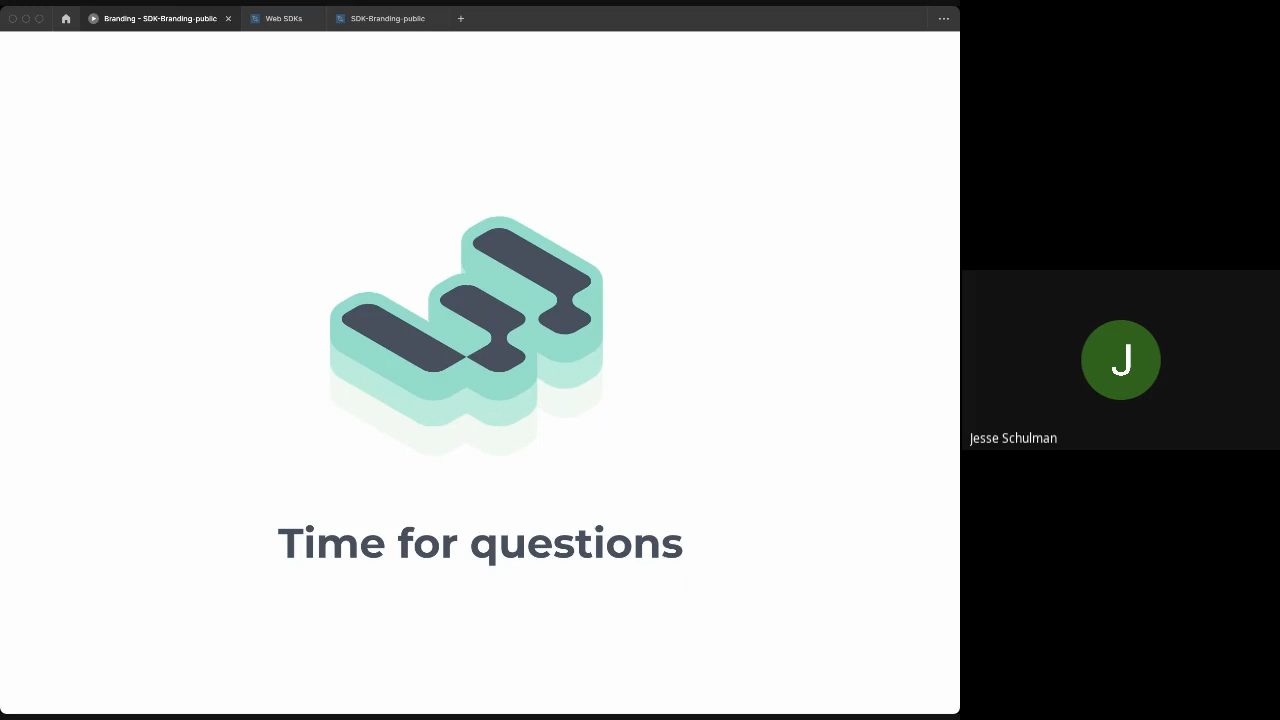 Branding - SDK-Branding-public
Web SDKs
SDK-Branding-public
Time for questions
J
Jesse Schulman